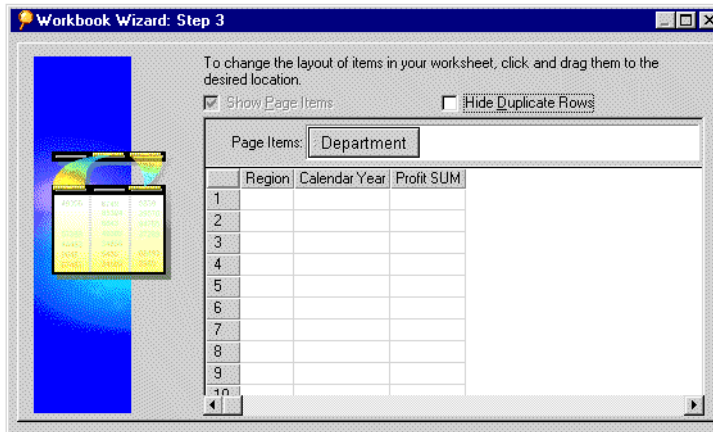 Workbook Wizard: Step 3
To change the layout of items in your worksheet, click and drag them to the
desired location.
Show Page Items
Hide Duplicate Rows
Page Items: Department
Region Calendar Year Profit SUM
1
2
3
4
5
6
7
8
9
10